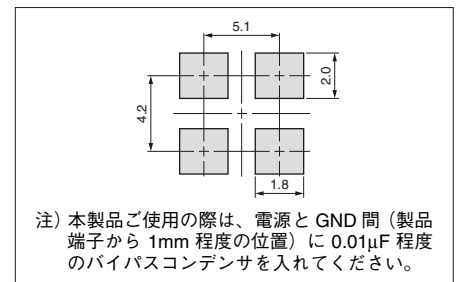 5.1
2.0
4.2
1.8
注) 本製品ご使用の際は、電源と GND 間（製品
端子から 1mm 程度の位置）に 0.01μF 程度
のバイパスコンデンサを入れてください。